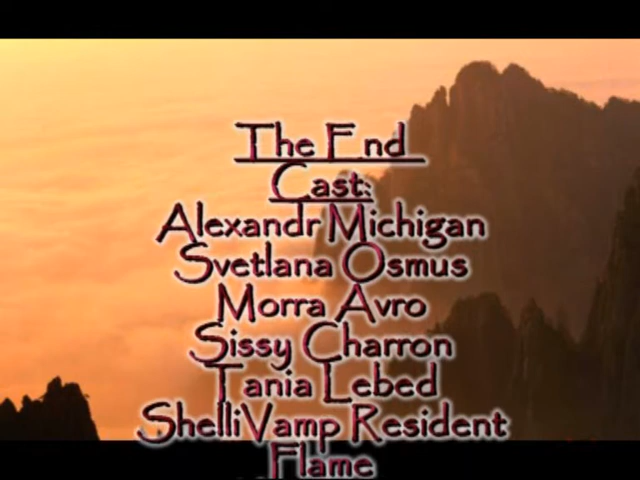 The End
Cast:
Alexandr Michigan
Svetlana Osmus
Morra Avro
Sissy Charron
Tania Lebed
ShelliVamp Resident
Flame